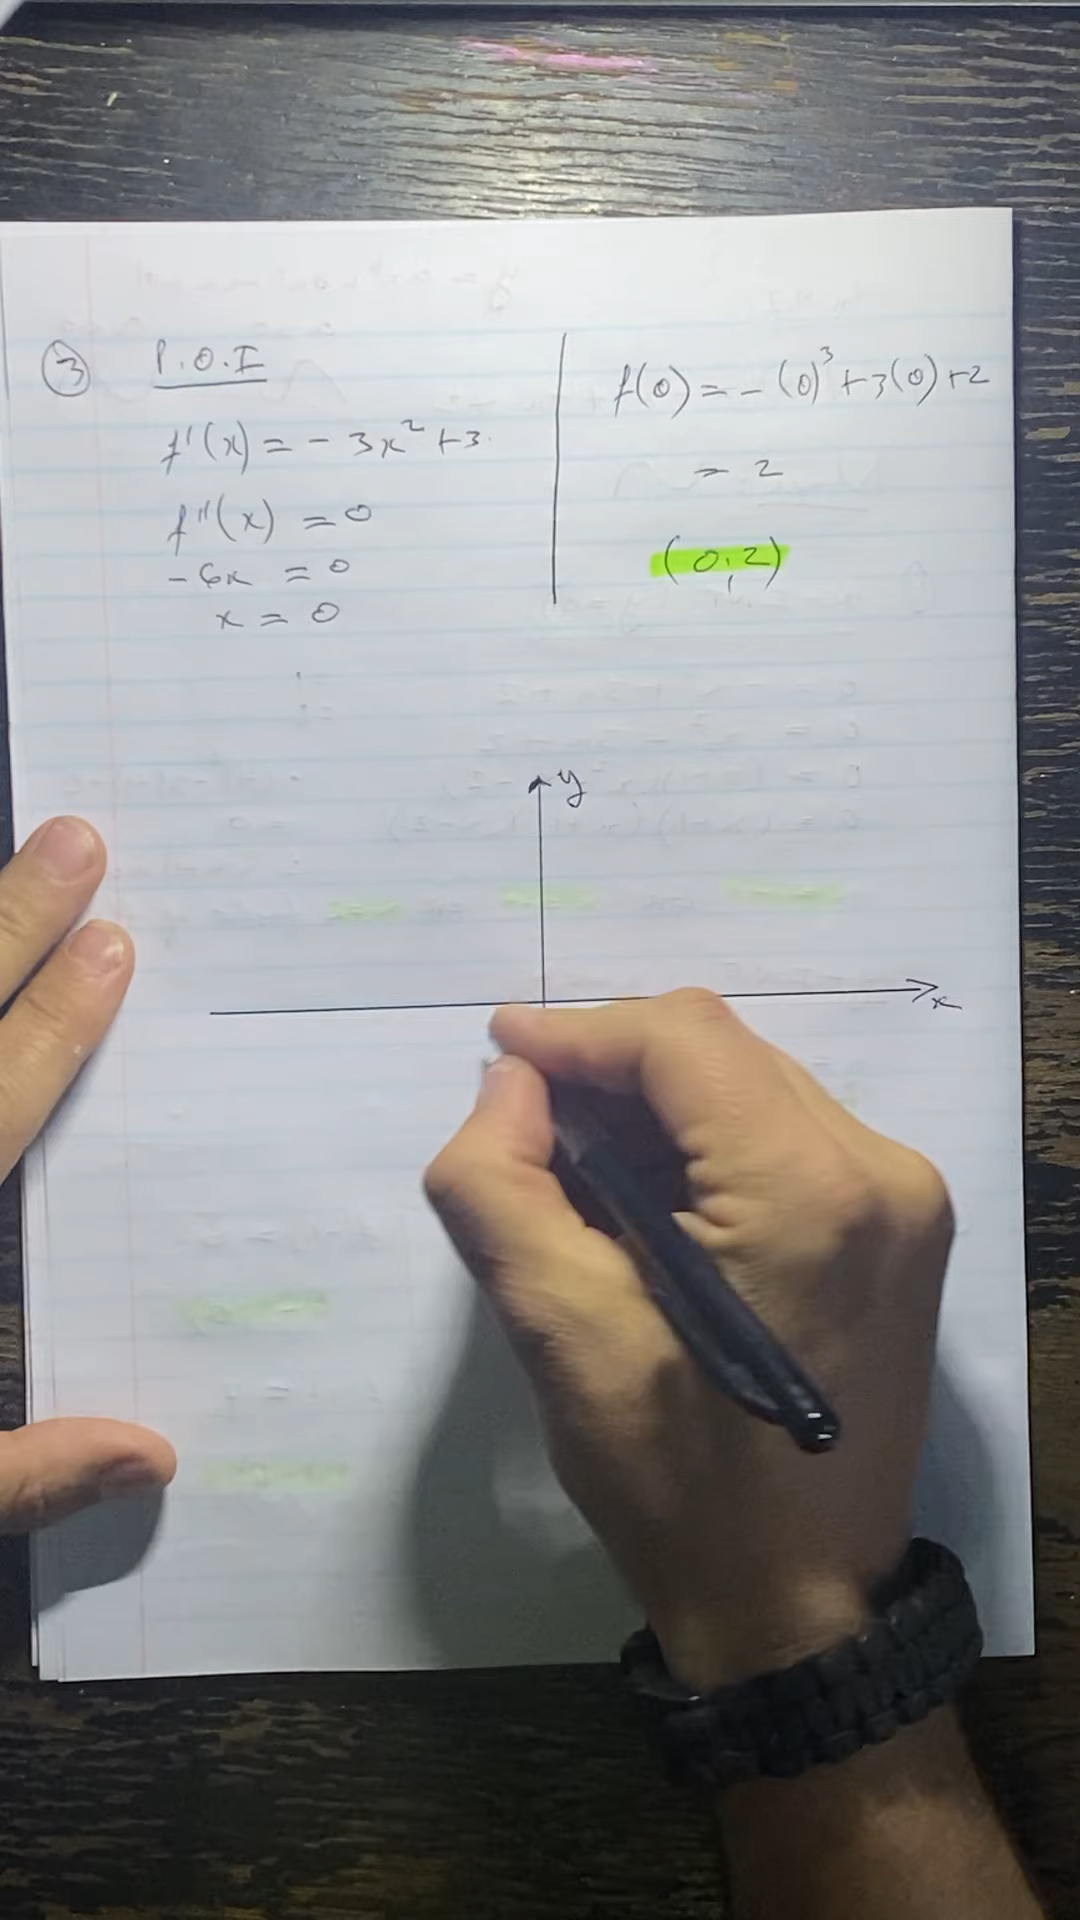 ③ P.O.I
f'(x) = - 3x² + 3
f''(x) = 0
- 6x = 0
x = 0
f(0) = - (0)³ + 3(0) + 2
= 2
(0, 2)
y
x